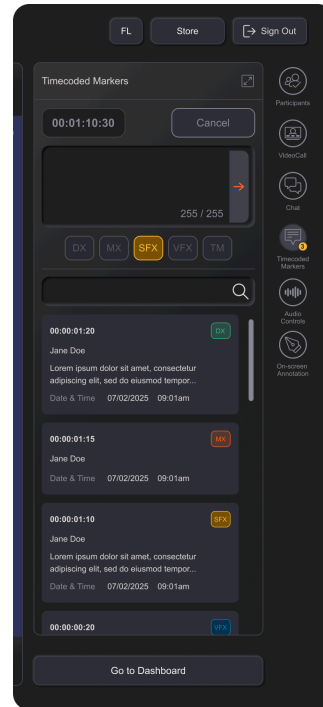 FL
Store
Sign Out
Timecoded Markers
00:01:10:30
Cancel
255 / 255
DX
MX
SFX
VFX
TM
00:00:01:20
DX
Jane Doe
Lorem ipsum dolor sit amet, consectetur
adipiscing elit, sed do eiusmod tempor...
Date & Time 07/02/2025 09:01am
00:00:01:15
MX
Jane Doe
Date & Time 07/02/2025 09:01am
00:00:01:10
SFX
Jane Doe
Lorem ipsum dolor sit amet, consectetur
adipiscing elit, sed do eiusmod tempor...
Date & Time 07/02/2025 09:01am
00:00:00:20
VFX
Go to Dashboard
Participants
VideoCall
Chat
3
Timecoded
Markers
Audio
Controls
On-screen
Annotation